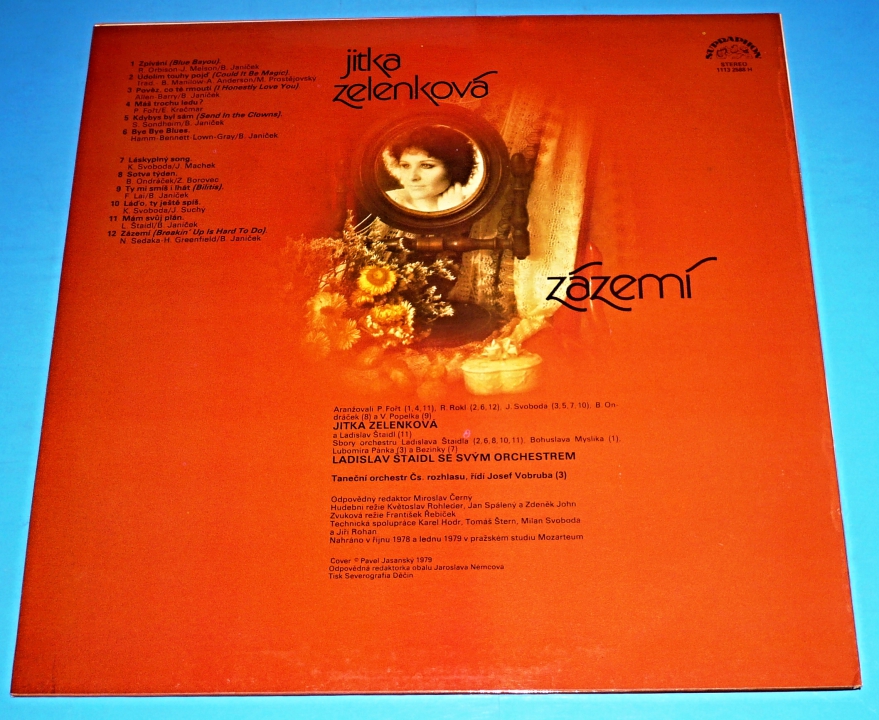 jitka
zelenková
SUPRAPHON
STEREO
1113 2586 H
1 Zpívání (Blue Bayou).
R. Orbison-J. Melson/B. Janíček
2 Údolím touhy pojď (Could It Be Magic).
Trad.- B. Manilow-A. Anderson/M. Prostějovský
3 Pověz, co tě rmoutí (I Honestly Love You).
Allen-Barry/B. Janíček
4 Máš trochu ledu?
P. Fořt/E. Krečmar
5 Kdybys byl sám (Send In the Clowns).
S. Sondheim/B. Janíček
6 Bye Bye Blues.
Hamm-Bennett-Lown-Gray/B. Janíček
7 Láskyplný song.
K. Svoboda/J. Machek
8 Sotva týden.
B. Ondráček/Z. Borovec
9 Ty mi smíš i lhát (Bilitis).
F. Lai/B. Janíček
10 Láďo, ty ještě spíš.
K. Svoboda/J. Suchý
11 Mám svůj plán.
L. Štaidl/B. Janíček
12 Zázemí (Breakin' Up Is Hard To Do).
N. Sedaka-H. Greenfield/B. Janíček
zázemí
Aranžovali P. Fořt (1,4,11), R. Rokl (2,6,12), J. Svoboda (3,5,7,10), B. On-
dráček (8) a V. Popelka (9)
JITKA ZELENKOVÁ
a Ladislav Štaidl (11)
Sbory orchestru Ladislava Štaidla (2,6,8,10,11), Bohuslava Myslíka (1),
Lubomíra Pánka (3) a Bezinky (7)
LADISLAV ŠTAIDL SE SVÝM ORCHESTREM
Taneční orchestr Čs. rozhlasu, řídí Josef Vobruba (3)
Odpovědný redaktor Miroslav Černý
Hudební režie Květoslav Rohleder, Jan Spálený a Zdeněk John
Zvuková režie František Řebíček
Technická spolupráce Karel Hodr, Tomáš Štern, Milan Svoboda
a Jiří Rohan
Nahráno v říjnu 1978 a lednu 1979 v pražském studiu Mozarteum
Cover © Pavel Jasanský 1979
Odpovědná redaktorka obalu Jaroslava Němcová
Tisk Severografia Děčín